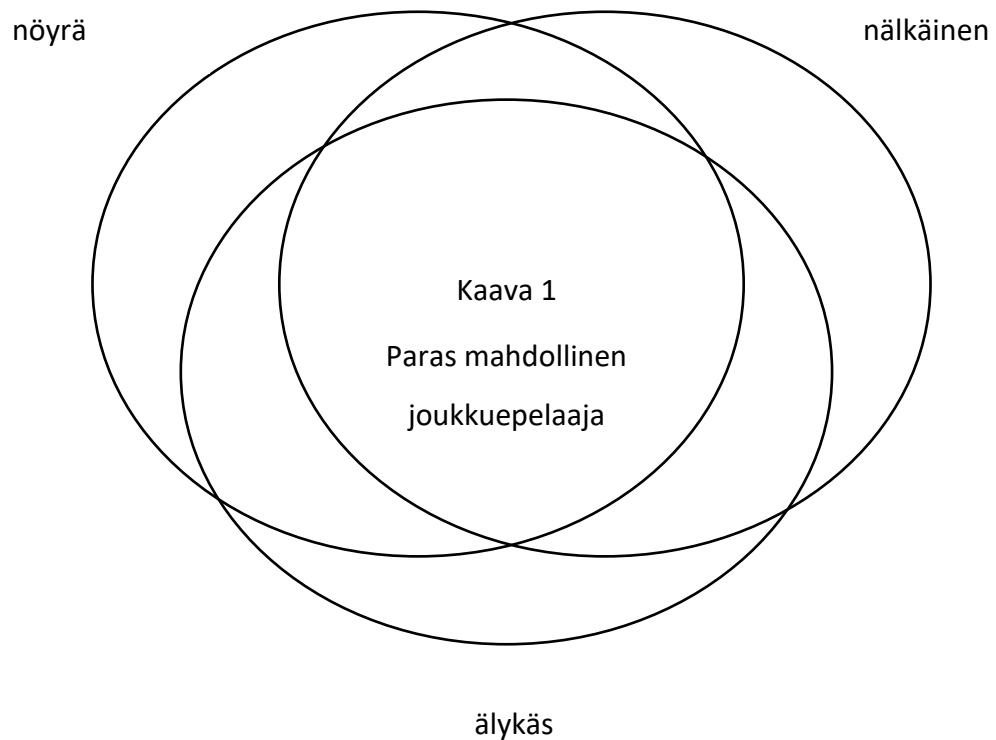 nöyrä
nälkäinen
Kaava 1
Paras mahdollinen
joukkuepelaaja
älykäs